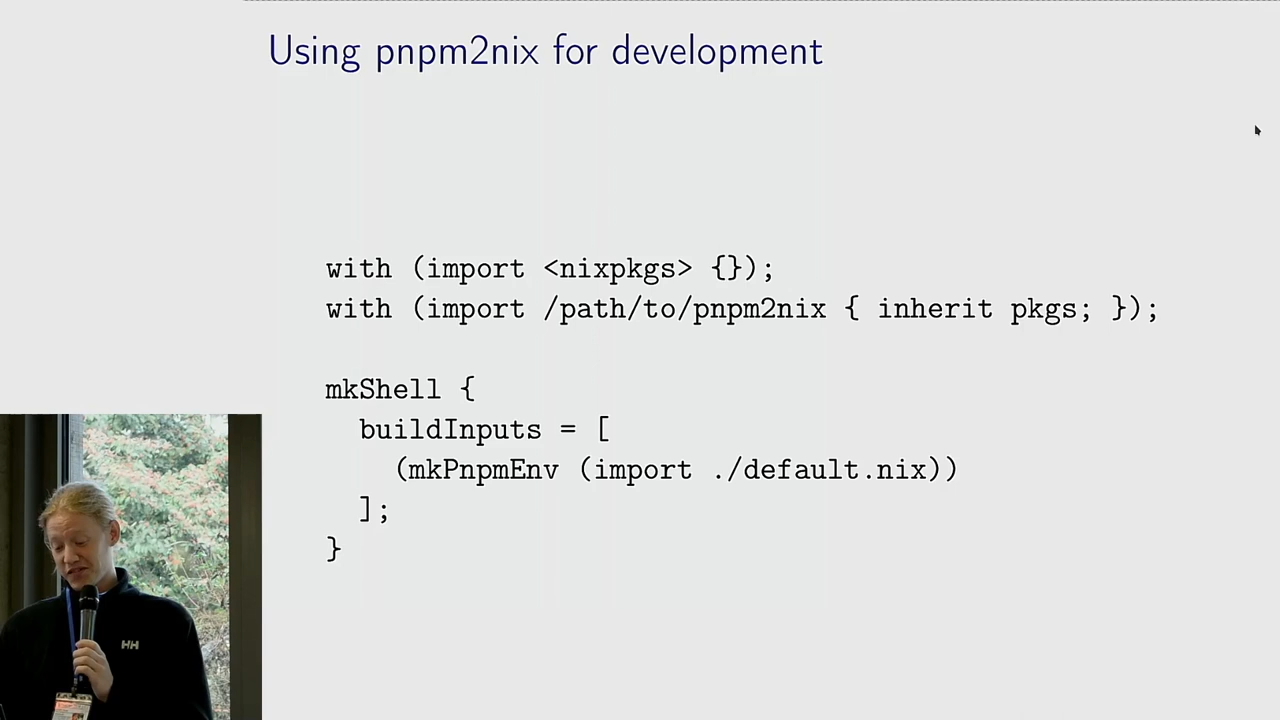 Using pnpm2nix for development
with (import <nixpkgs> {});
with (import /path/to/pnpm2nix { inherit pkgs; });
mkShell {
buildInputs = [
(mkPnpmEnv (import ./default.nix))
];
}
HH